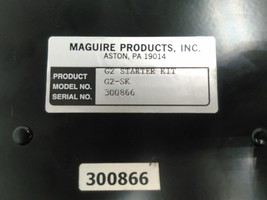 MAGUIRE PRODUCTS, INC.
ASTON, PA 19014
PRODUCT G2 STARTER KIT
MODEL NO. G2-SK
SERIAL NO. 300866
300866